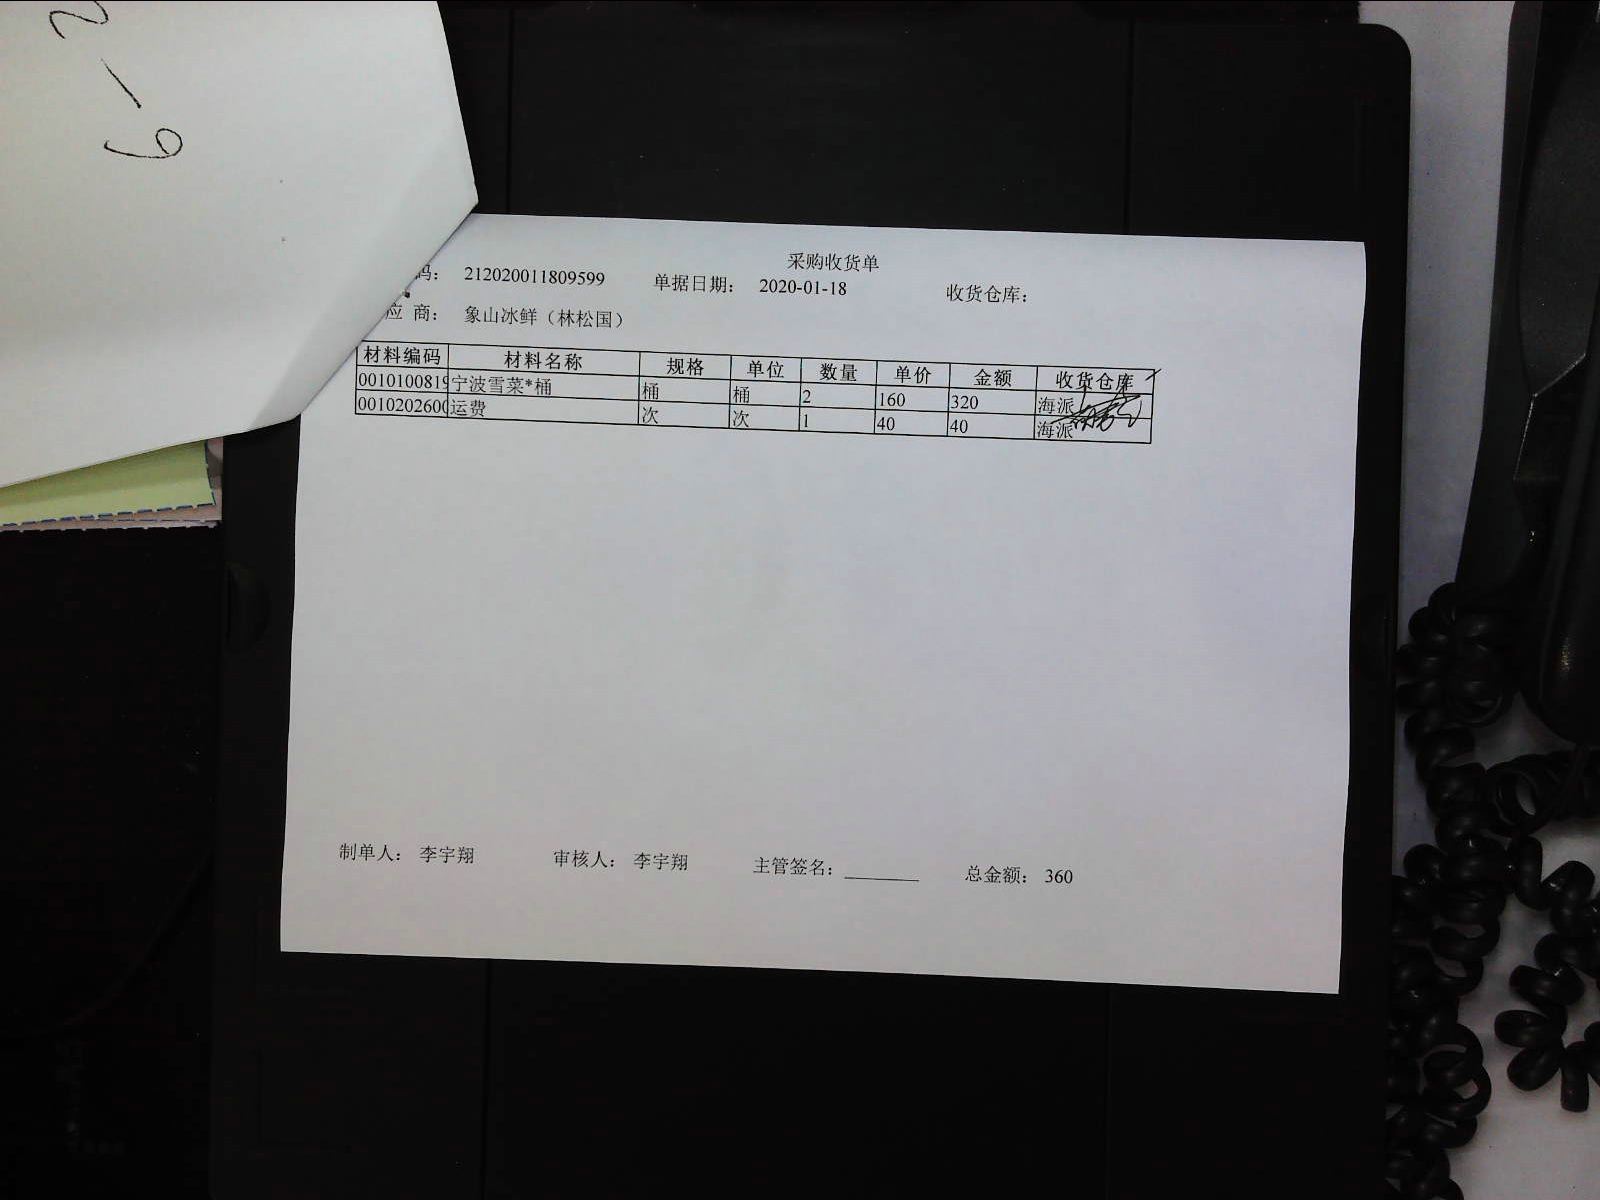 2-9
采购收货单
码： 212020011809599 单据日期： 2020-01-18 收货仓库：
应 商： 象山冰鲜（林松国）
材料编码 材料名称 规格 单位 数量 单价 金额 收货仓库
0010100819 宁波雪菜*桶 桶 桶 2 160 320 海派
0010202600 运费 次 次 1 40 40 海派
制单人： 李宇翔 审核人： 李宇翔 主管签名：________ 总金额： 360